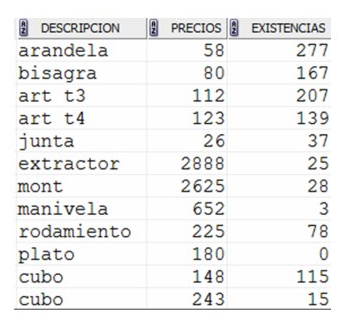 DESCRIPCION PRECIOS EXISTENCIAS
arandela 58 277
bisagra 80 167
art t3 112 207
art t4 123 139
junta 26 37
extractor 2888 25
mont 2625 28
manivela 652 3
rodamiento 225 78
plato 180 0
cubo 148 115
cubo 243 15